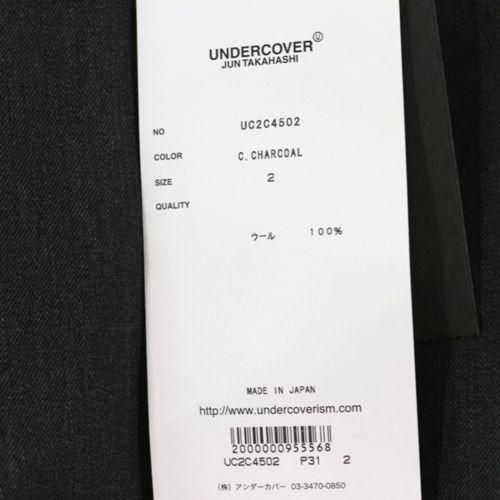 UNDERCOVER
JUN TAKAHASHI
NO UC2C4502
COLOR C.CHARCOAL
SIZE 2
QUALITY
ウール 100%
MADE IN JAPAN
http://www.undercoverism.com
2000000955568
UC2C4502 P31 2
(株) アンダーカバー 03-3470-0850